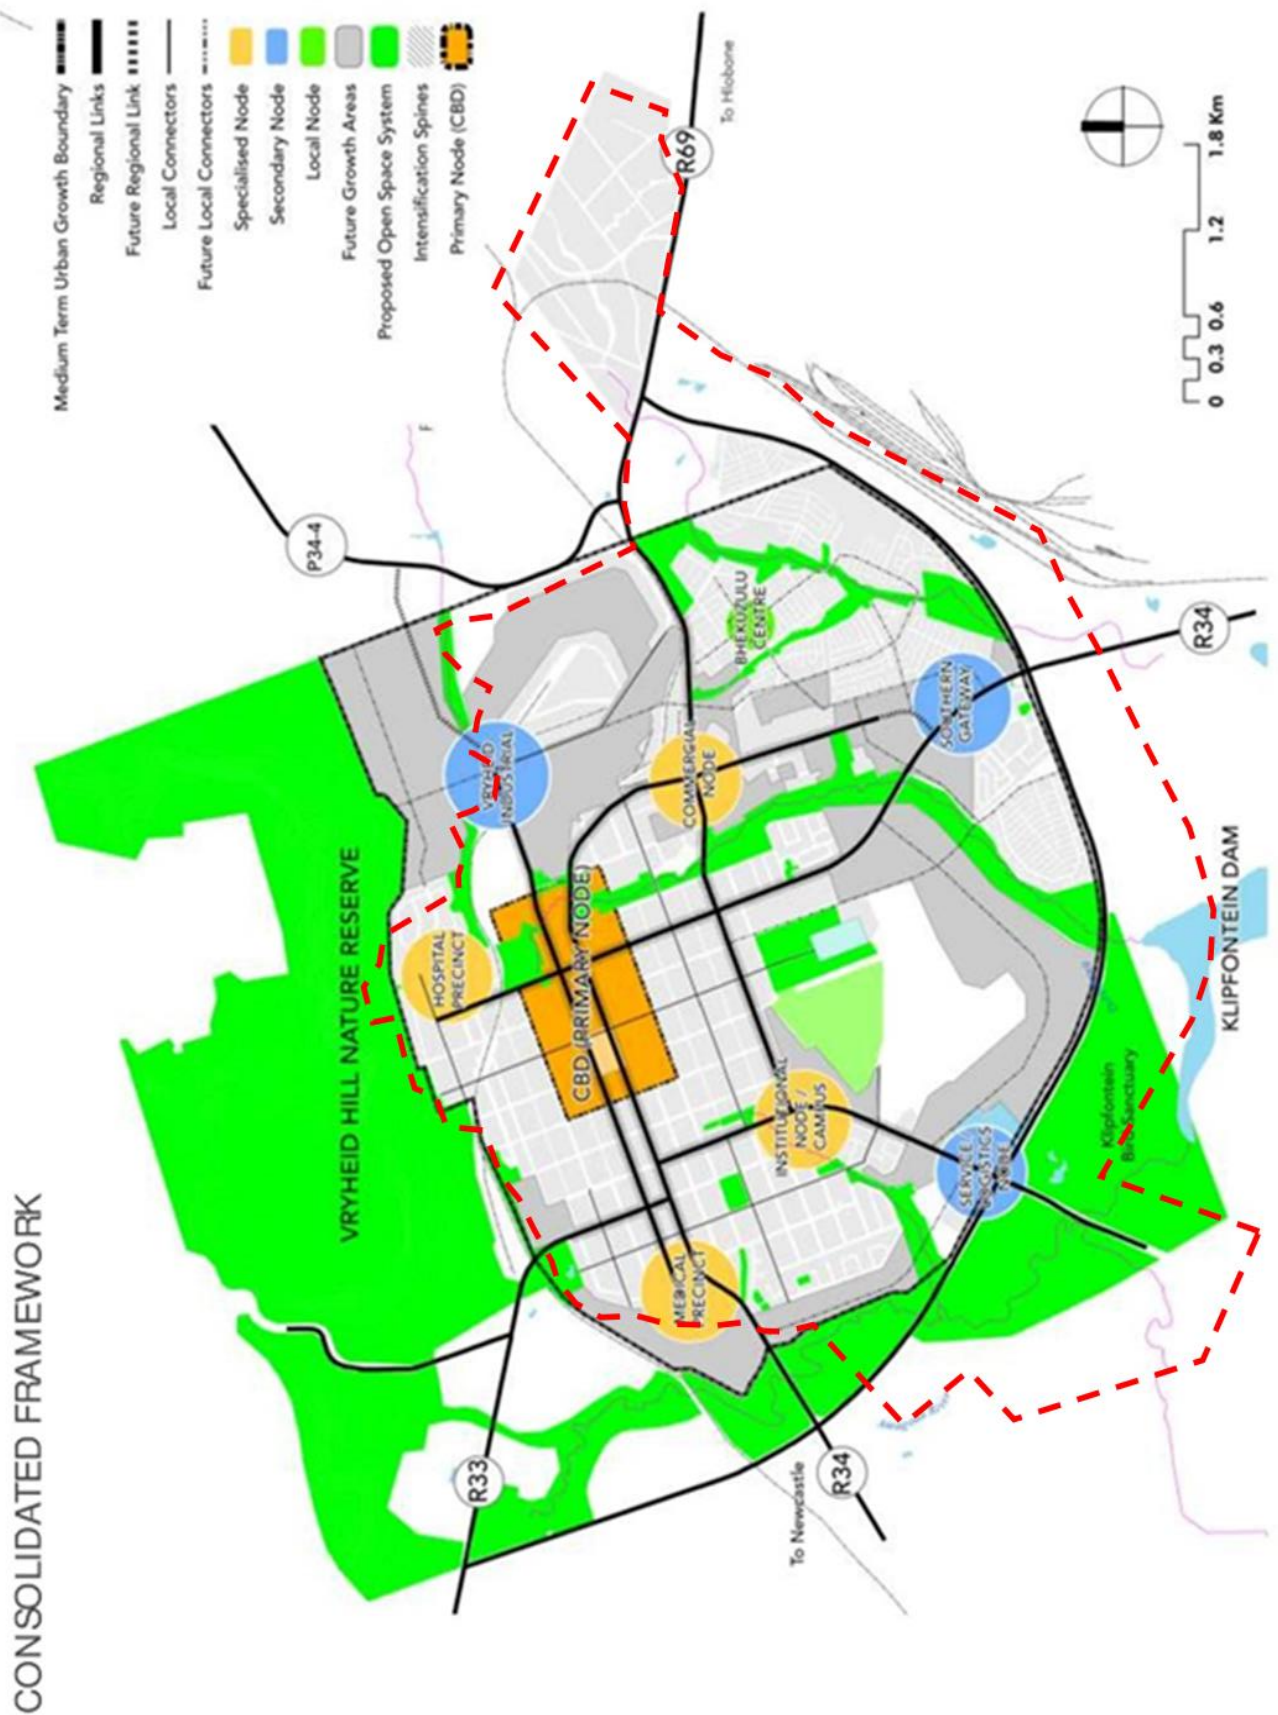 CONSOLIDATED FRAMEWORK
Medium Term Urban Growth Boundary
Regional Links
Future Regional Link
Local Connectors
Future Local Connectors
Specialised Node
Secondary Node
Local Node
Future Growth Areas
Proposed Open Space System
Intensification Spines
Primary Node (CBD)
VRYHEID HILL NATURE RESERVE
R33
P34-4
F
R69
To Hlobane
HOSPITAL
PRECINCT
VRYHEID
INDUSTRIAL
CBD (PRIMARY NODE)
MEDICAL
PRECINCT
COMMERCIAL
NODE
BHEKUZULU
CENTRE
INSTITUTIONAL
NODE /
CAMPUS
SOUTHERN
GATEWAY
SERVICE/
LOGISTICS
NODE
R34
To Newcastle
R34
Klipfontein
Bird Sanctuary
KLIPFONTEIN DAM
0 0.3 0.6 1.2 1.8 Km